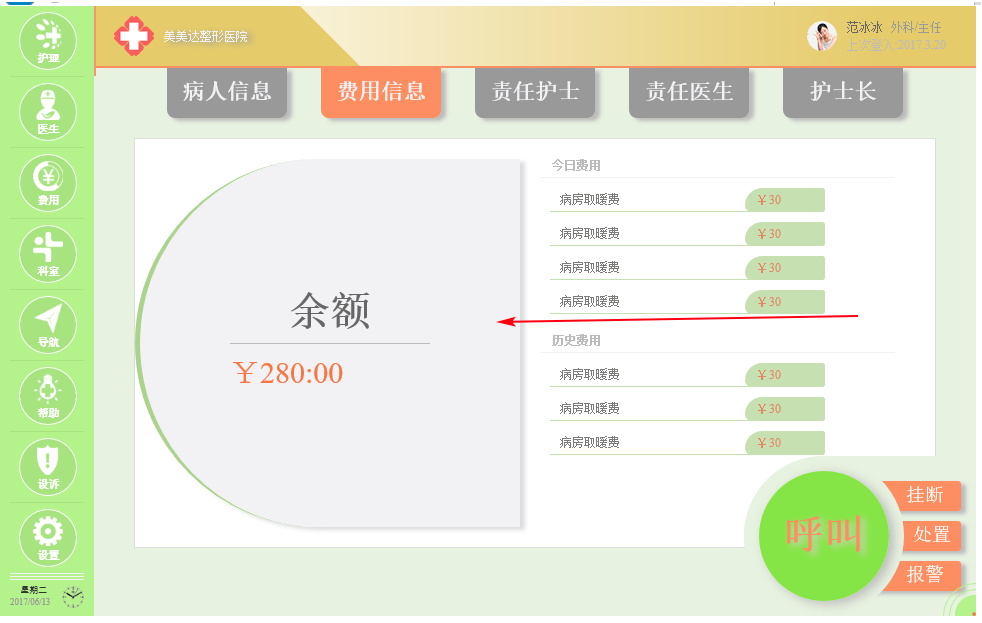 美美达整形医院
范冰冰 外科/主任
上次登入:2017.3.20
护理
医生
费用
科室
导航
帮助
设诉
设置
星期二
2017/06/13
病人信息
费用信息
责任护士
责任医生
护士长
余额
￥280:00
今日费用
病房取暖费 ￥30
病房取暖费 ￥30
病房取暖费 ￥30
病房取暖费 ￥30
历史费用
病房取暖费 ￥30
病房取暖费 ￥30
病房取暖费 ￥30
呼叫
挂断
处置
报警